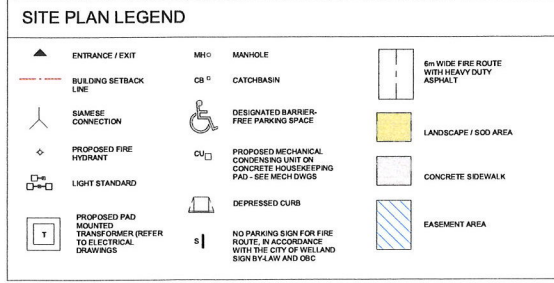 SITE PLAN LEGEND
ENTRANCE / EXIT
BUILDING SETBACK
LINE
SIAMESE
CONNECTION
PROPOSED FIRE
HYDRANT
LIGHT STANDARD
T
PROPOSED PAD
MOUNTED
TRANSFORMER (REFER
TO ELECTRICAL
DRAWINGS
MH
MANHOLE
CB
CATCHBASIN
DESIGNATED BARRIER-
FREE PARKING SPACE
CU
PROPOSED MECHANICAL
CONDENSING UNIT ON
CONCRETE HOUSEKEEPING
PAD - SEE MECH DWGS
DEPRESSED CURB
S
NO PARKING SIGN FOR FIRE
ROUTE, IN ACCORDANCE
WITH THE CITY OF WELLAND
SIGN BY-LAW AND OBC
6m WIDE FIRE ROUTE
WITH HEAVY DUTY
ASPHALT
LANDSCAPE / SOD AREA
CONCRETE SIDEWALK
EASEMENT AREA